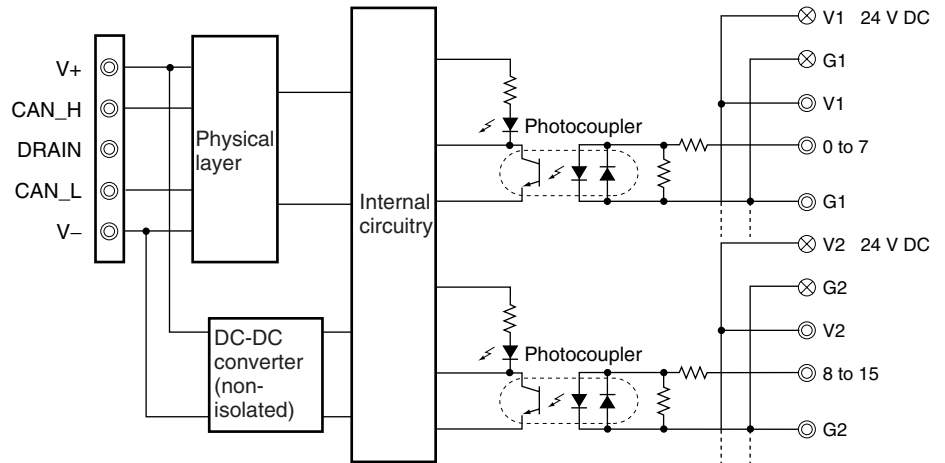 V+
CAN_H
DRAIN
CAN_L
V–
Physical
layer
DC-DC
converter
(non-
isolated)
Internal
circuitry
Photocoupler
V1 24 V DC
G1
V1
0 to 7
G1
Photocoupler
V2 24 V DC
G2
V2
8 to 15
G2